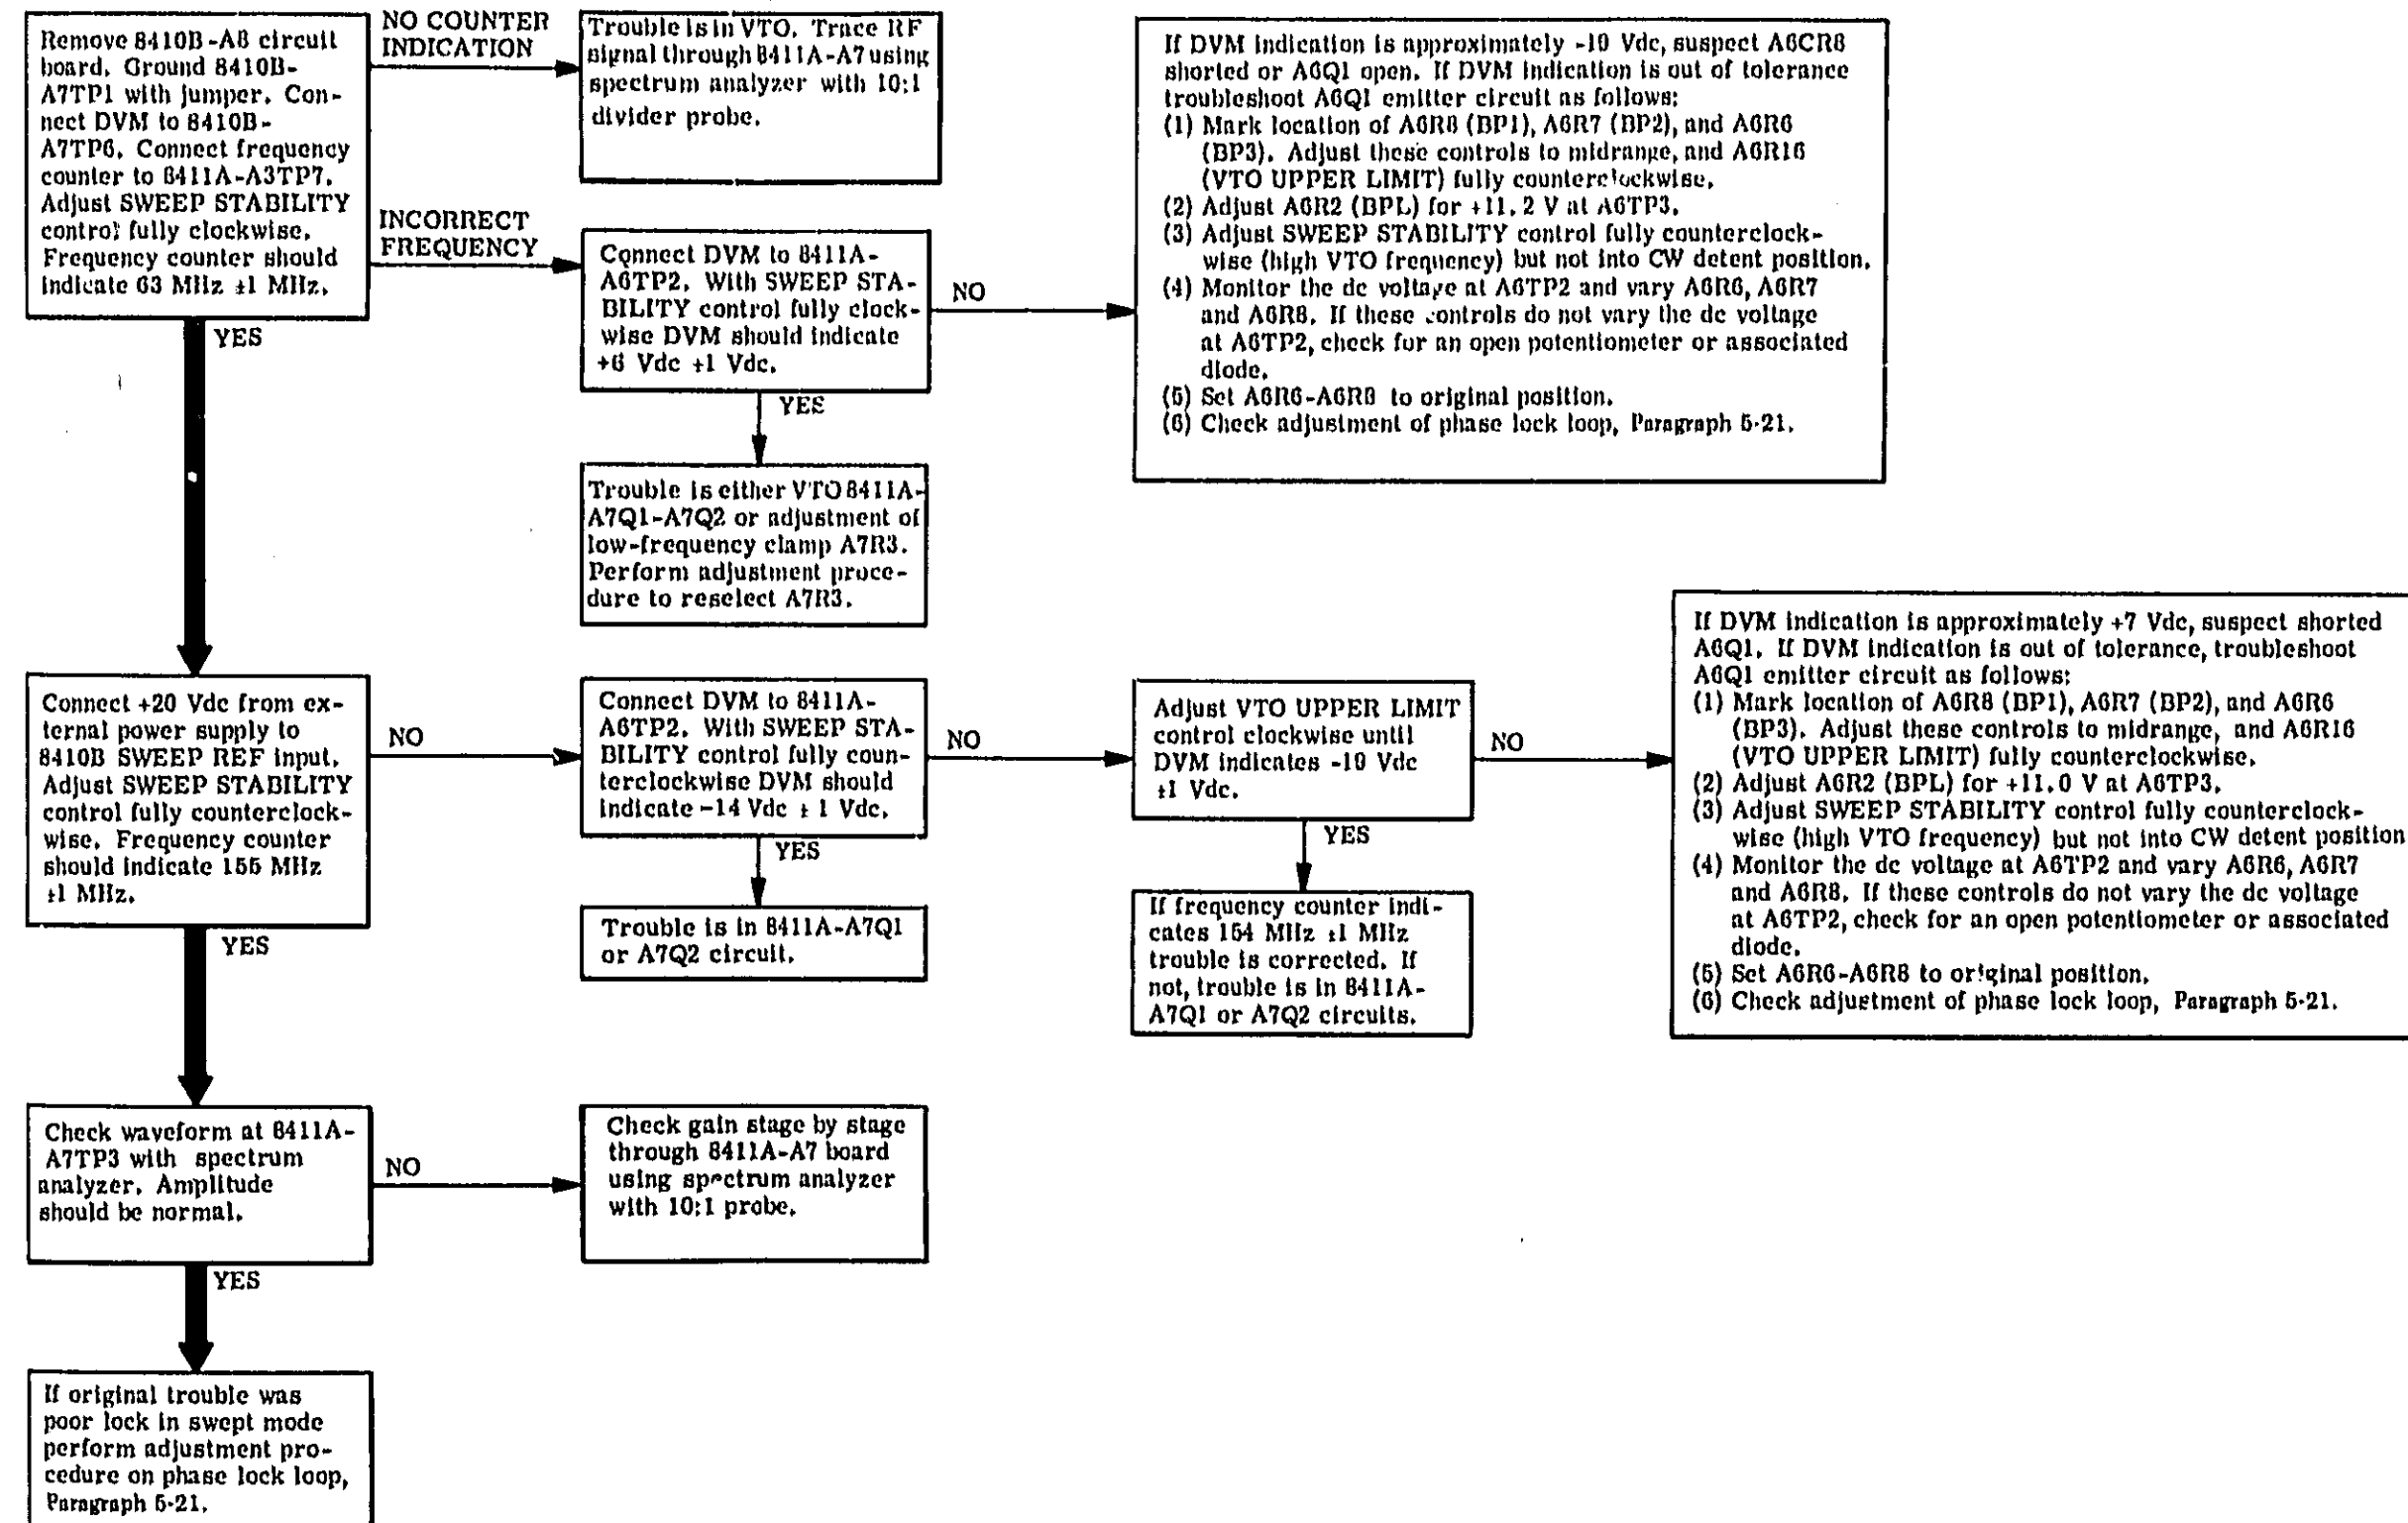 Remove 8410B-A8 circuit
board. Ground 8410B-
A7TP1 with jumper. Con-
nect DVM to 8410B-
A7TP6. Connect frequency
counter to 8411A-A3TP7.
Adjust SWEEP STABILITY
control fully clockwise.
Frequency counter should
indicate 63 MHz ±1 MHz.
NO COUNTER
INDICATION
Trouble is in VTO. Trace RF
signal through 8411A-A7 using
spectrum analyzer with 10:1
divider probe.
INCORRECT
FREQUENCY
Connect DVM to 8411A-
A6TP2. With SWEEP STA-
BILITY control fully clock-
wise DVM should indicate
+6 Vdc ±1 Vdc.
NO
If DVM indication is approximately -10 Vdc, suspect A6CR8
shorted or A6Q1 open. If DVM indication is out of tolerance
troubleshoot A6Q1 emitter circuit as follows:
(1) Mark location of A6R8 (BP1), A6R7 (BP2), and A6R6
(BP3). Adjust these controls to midrange, and A6R16
(VTO UPPER LIMIT) fully counterclockwise.
(2) Adjust A6R2 (BPL) for +11.2 V at A6TP3.
(3) Adjust SWEEP STABILITY control fully counterclock-
wise (high VTO frequency) but not into CW detent position.
(4) Monitor the dc voltage at A6TP2 and vary A6R6, A6R7
and A6R8. If these controls do not vary the dc voltage
at A6TP2, check for an open potentiometer or associated
diode.
(5) Set A6R6-A6R8 to original position.
(6) Check adjustment of phase lock loop, Paragraph 5-21.
YES
YES
Trouble is either VTO 8411A-
A7Q1-A7Q2 or adjustment of
low-frequency clamp A7R3.
Perform adjustment proce-
dure to reselect A7R3.
Connect +20 Vdc from ex-
ternal power supply to
8410B SWEEP REF input.
Adjust SWEEP STABILITY
control fully counterclock-
wise. Frequency counter
should indicate 155 MHz
±1 MHz.
NO
Connect DVM to 8411A-
A6TP2. With SWEEP STA-
BILITY control fully coun-
terclockwise DVM should
indicate -14 Vdc ± 1 Vdc.
NO
Adjust VTO UPPER LIMIT
control clockwise until
DVM indicates -10 Vdc
±1 Vdc.
NO
If DVM indication is approximately +7 Vdc, suspect shorted
A6Q1. If DVM indication is out of tolerance, troubleshoot
A6Q1 emitter circuit as follows:
(1) Mark location of A6R8 (BP1), A6R7 (BP2), and A6R6
(BP3). Adjust these controls to midrange, and A6R16
(VTO UPPER LIMIT) fully counterclockwise.
(2) Adjust A6R2 (BPL) for +11.0 V at A6TP3.
(3) Adjust SWEEP STABILITY control fully counterclock-
wise (high VTO frequency) but not into CW detent position
(4) Monitor the dc voltage at A6TP2 and vary A6R6, A6R7
and A6R8. If these controls do not vary the dc voltage
at A6TP2, check for an open potentiometer or associated
diode.
(5) Set A6R6-A6R8 to original position.
(6) Check adjustment of phase lock loop, Paragraph 5-21.
YES
Trouble is in 8411A-A7Q1
or A7Q2 circuit.
YES
If frequency counter indi-
cates 154 MHz ±1 MHz
trouble is corrected. If
not, trouble is in 8411A-
A7Q1 or A7Q2 circuits.
YES
Check waveform at 8411A-
A7TP3 with spectrum
analyzer. Amplitude
should be normal.
NO
Check gain stage by stage
through 8411A-A7 board
using spectrum analyzer
with 10:1 probe.
YES
If original trouble was
poor lock in swept mode
perform adjustment pro-
cedure on phase lock loop,
Paragraph 5-21.